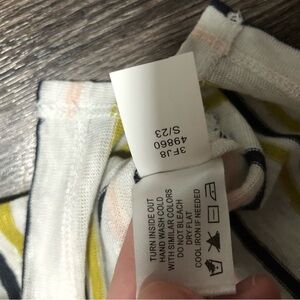 3FJ8
49860
S/23
TURN INSIDE OUT
HAND WASH COLD
WITH SIMILAR COLORS
DO NOT BLEACH
DRY FLAT
COOL IRON IF NEEDED